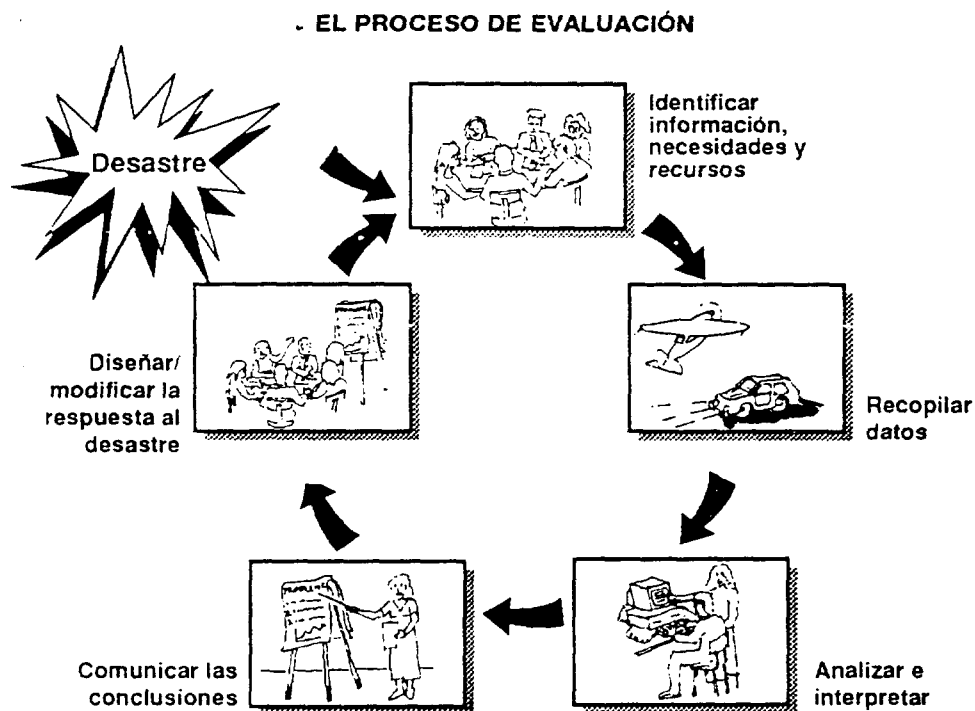 EL PROCESO DE EVALUACIÓN
Desastre
Identificar
información,
necesidades y
recursos
Recopilar
datos
Analizar e
interpretar
Comunicar las
conclusiones
Diseñar/
modificar la
respuesta al
desastre